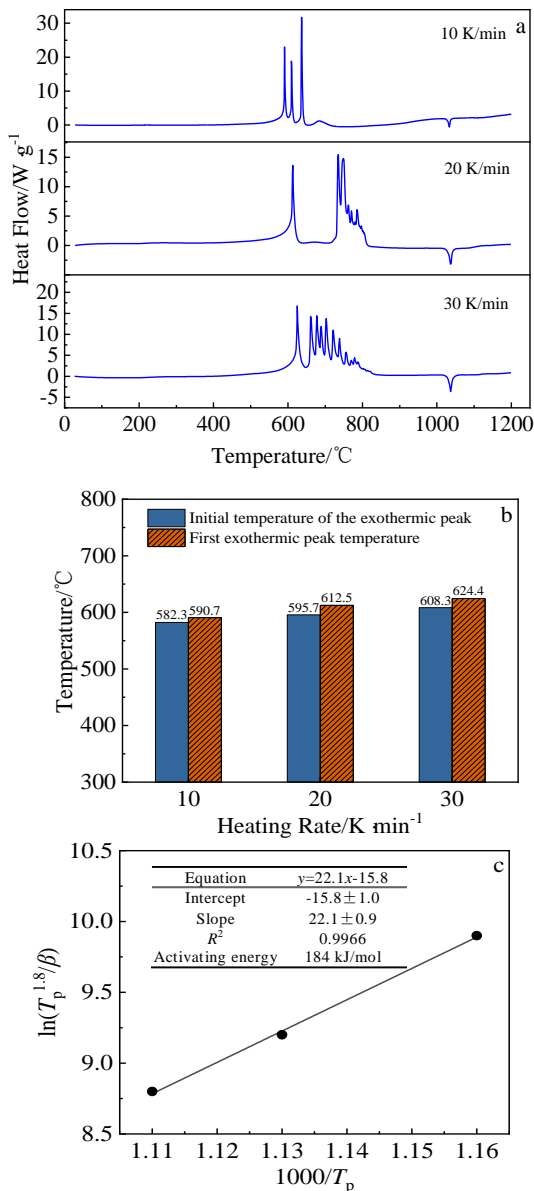 a
10 K/min
30
20
10
0
20 K/min
15
10
5
0
30 K/min
20
15
10
5
0
-5
Heat Flow/W·g-1
0 200 400 600 800 1000 1200
Temperature/℃
b
800
700
600
500
400
300
Temperature/℃
Initial temperature of the exothermic peak
First exothermic peak temperature
582.3 590.7 595.7 612.5 608.3 624.4
10 20 30
Heating Rate/K·min-1
c
10.5
10.0
9.5
9.0
8.5
ln(Tp1.8/β)
Equation y=22.1x-15.8
Intercept -15.8±1.0
Slope 22.1±0.9
R2 0.9966
Activating energy 184 kJ/mol
1.11 1.12 1.13 1.14 1.15 1.16
1000/Tp